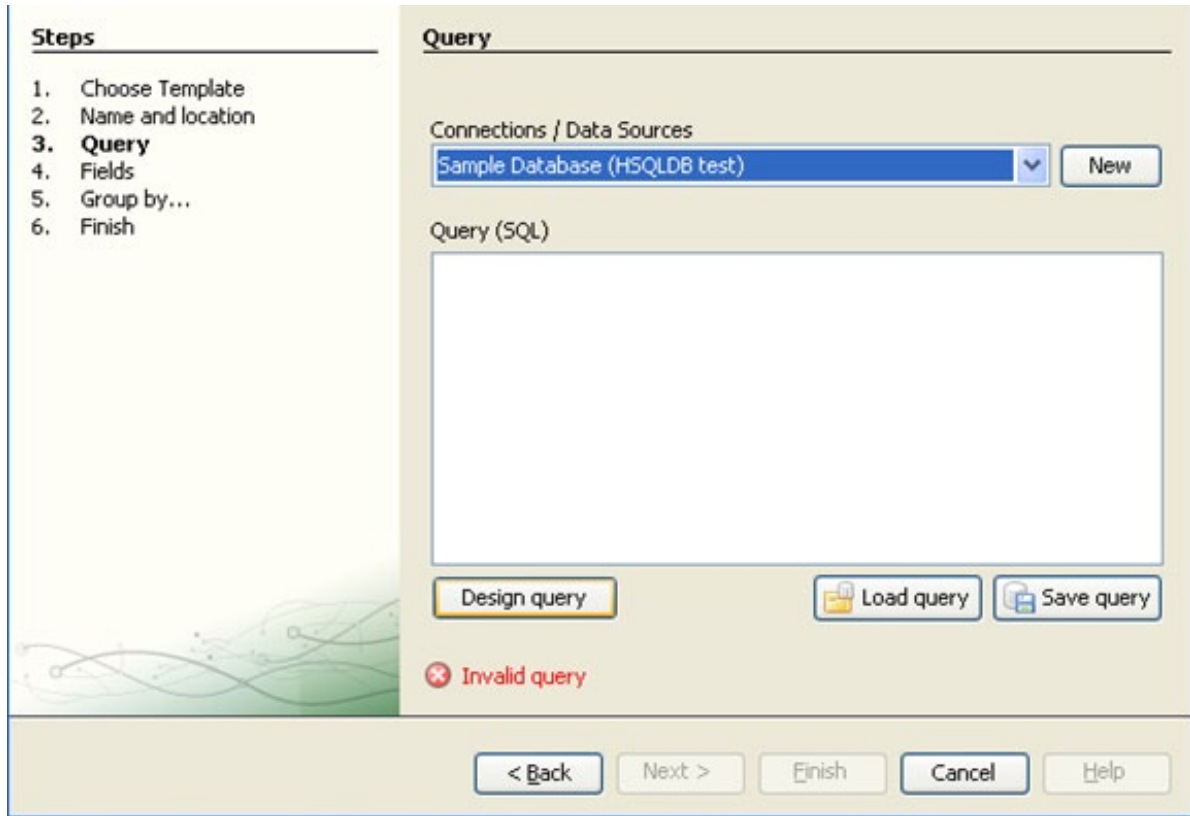 Steps
1. Choose Template
2. Name and location
3. Query
4. Fields
5. Group by...
6. Finish
Query
Connections / Data Sources
Sample Database (HSQLDB test)
New
Query (SQL)
Design query
Load query
Save query
Invalid query
< Back
Next >
Finish
Cancel
Help